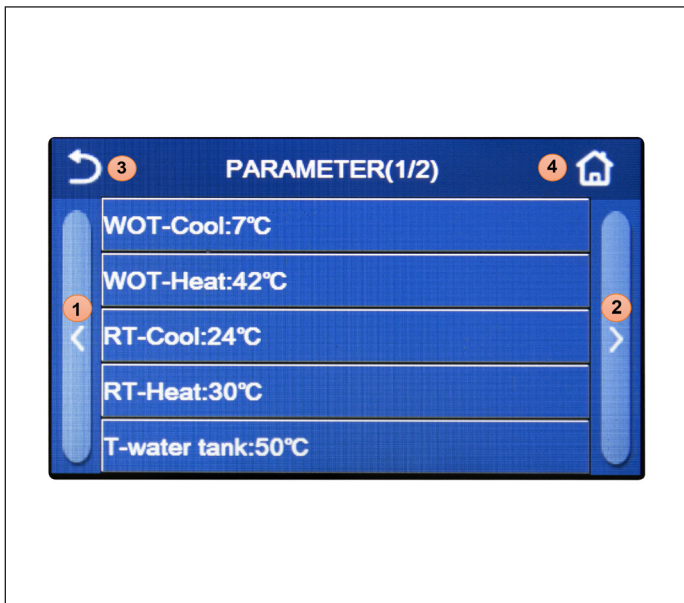 3
PARAMETER(1/2)
4
WOT-Cool:7℃
WOT-Heat:42℃
1
2
RT-Cool:24℃
RT-Heat:30℃
T-water tank:50℃